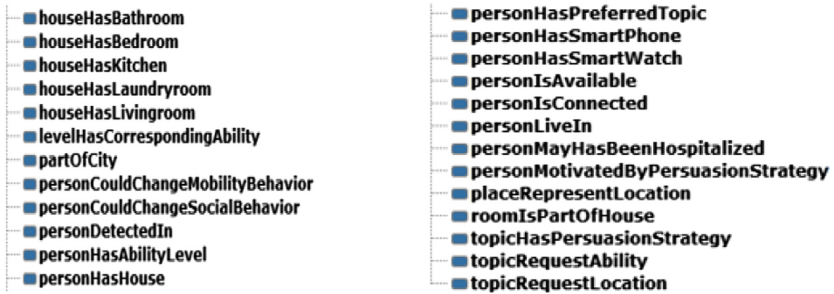 houseHasBathroom
houseHasBedroom
houseHasKitchen
houseHasLaundryroom
houseHasLivingroom
levelHasCorrespondingAbility
partOfCity
personCouldChangeMobilityBehavior
personCouldChangeSocialBehavior
personDetectedIn
personHasAbilityLevel
personHasHouse
personHasPreferredTopic
personHasSmartPhone
personHasSmartWatch
personIsAvailable
personIsConnected
personLiveIn
personMayHasBeenHospitalized
personMotivatedByPersuasionStrategy
placeRepresentLocation
roomIsPartOfHouse
topicHasPersuasionStrategy
topicRequestAbility
topicRequestLocation